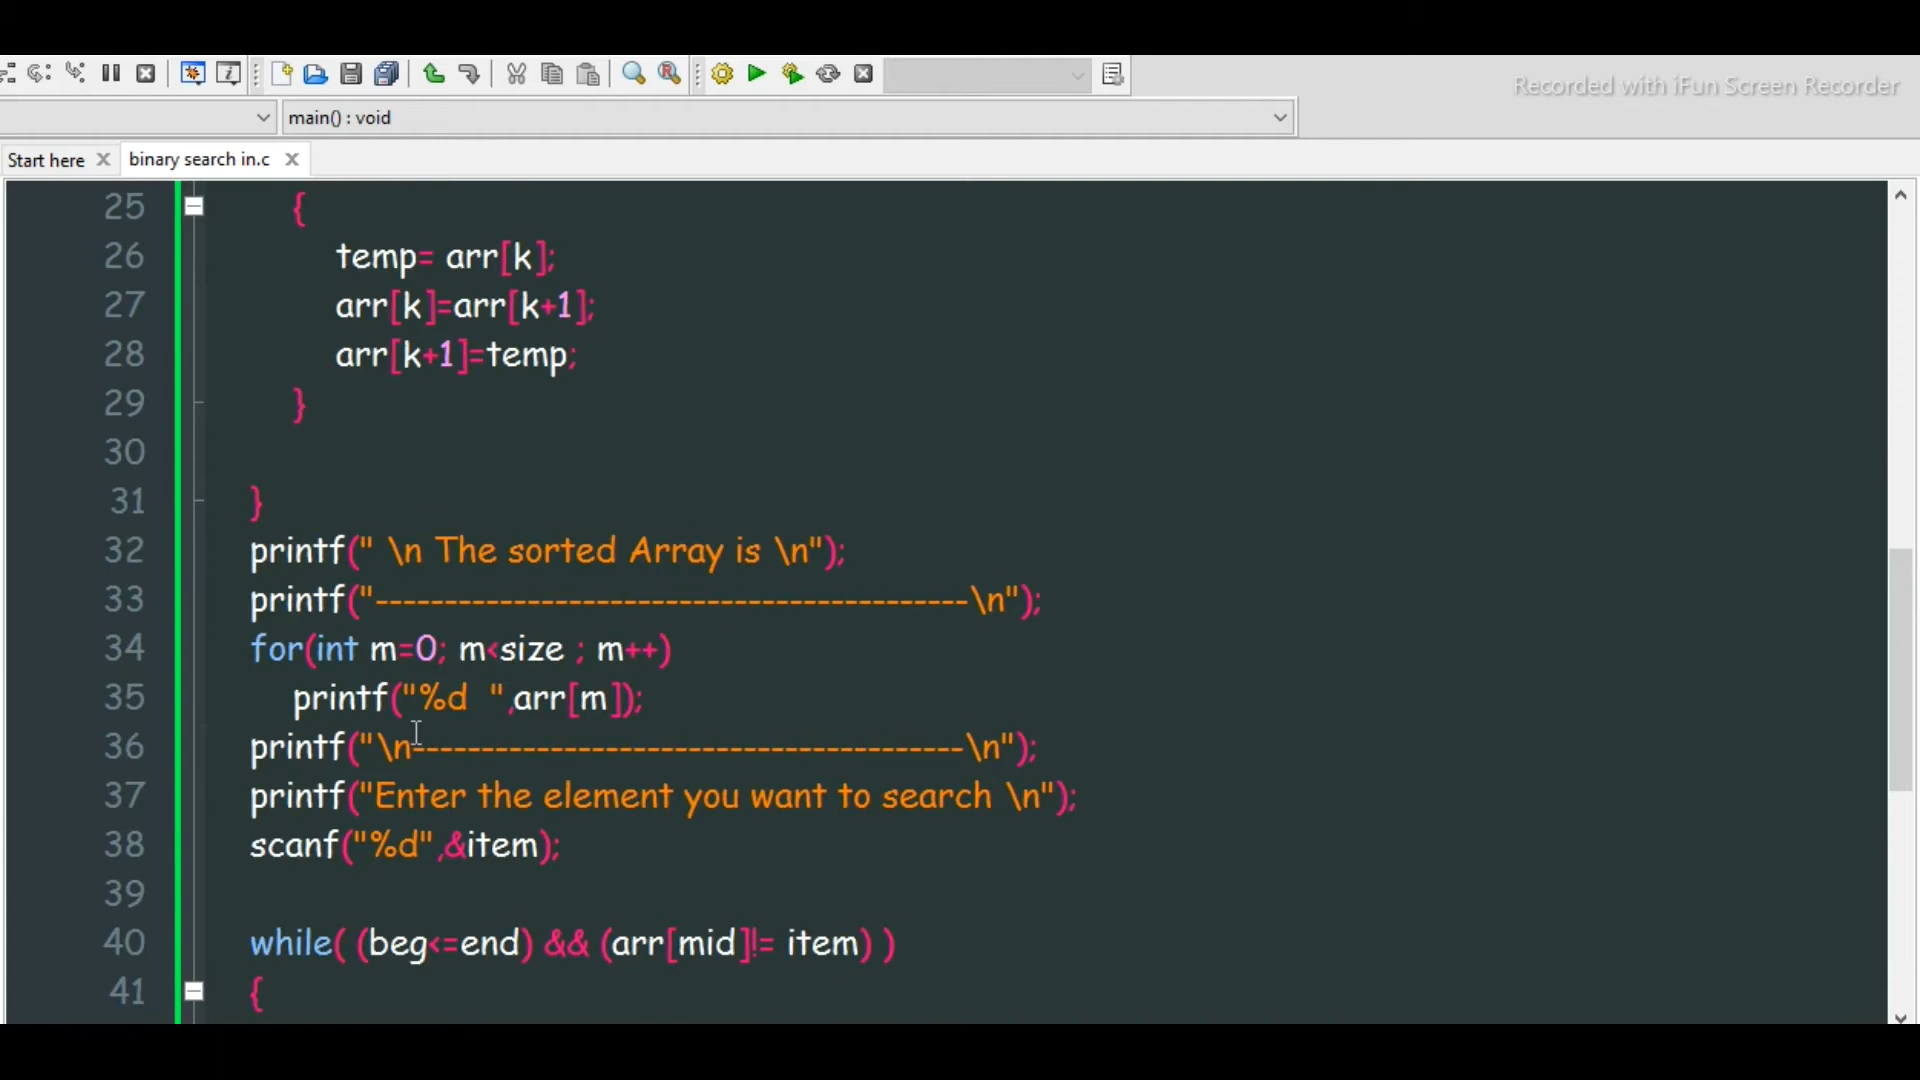 Recorded with iFun Screen Recorder
main() : void
Start here
binary search in.c
25 {
26 temp= arr[k];
27 arr[k]=arr[k+1];
28 arr[k+1]=temp;
29 }
30
31 }
32 printf(" \n The sorted Array is \n");
33 printf("-------------------------------------------\n");
34 for(int m=0; m<size ; m++)
35 printf("%d  ",arr[m]);
36 printf("\n----------------------------------------\n");
37 printf("Enter the element you want to search \n");
38 scanf("%d",&item);
39
40 while( (beg<=end) && (arr[mid]!= item) )
41 {